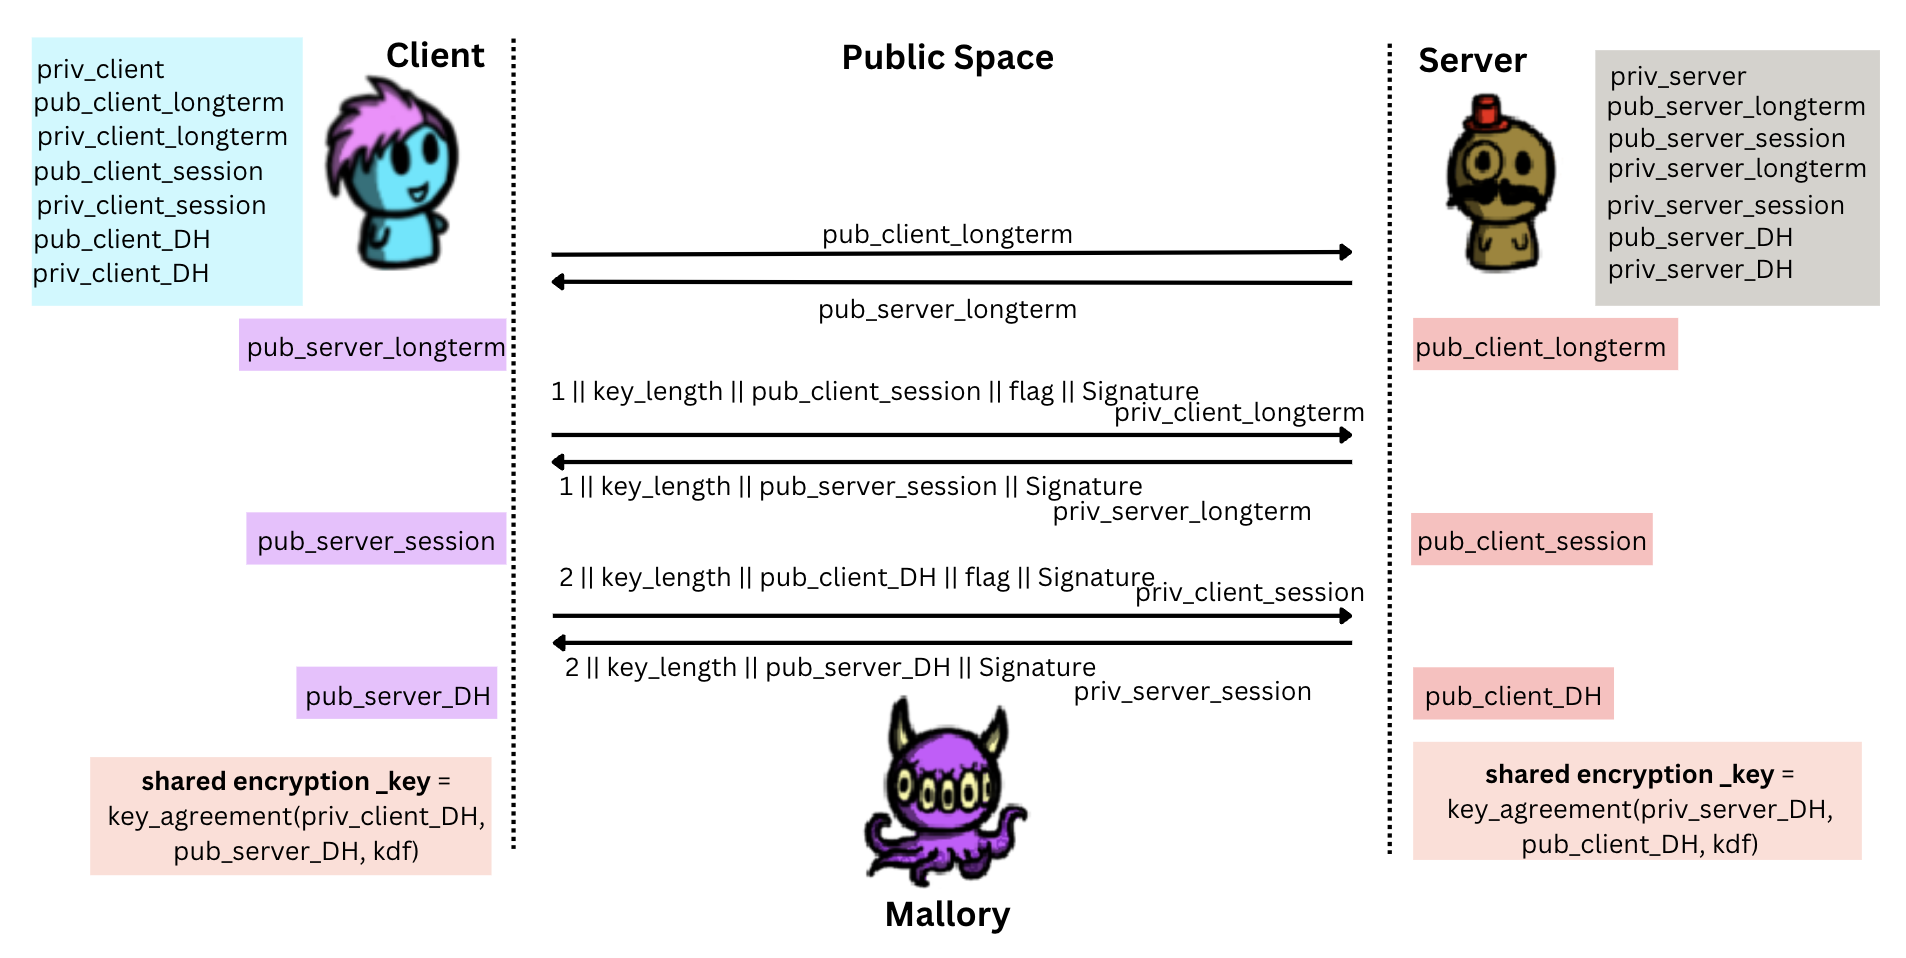 Client
Public Space
Server
priv_client
pub_client_longterm
priv_client_longterm
pub_client_session
priv_client_session
pub_client_DH
priv_client_DH
priv_server
pub_server_longterm
pub_server_session
priv_server_longterm
priv_server_session
pub_server_DH
priv_server_DH
pub_client_longterm
pub_server_longterm
pub_server_longterm
pub_client_longterm
1 || key_length || pub_client_session || flag || Signature
priv_client_longterm
1 || key_length || pub_server_session || Signature
priv_server_longterm
pub_server_session
pub_client_session
2 || key_length || pub_client_DH || flag || Signature
priv_client_session
2 || key_length || pub_server_DH || Signature
priv_server_session
pub_server_DH
pub_client_DH
shared encryption _key =
key_agreement(priv_client_DH,
pub_server_DH, kdf)
shared encryption _key =
key_agreement(priv_server_DH,
pub_client_DH, kdf)
Mallory